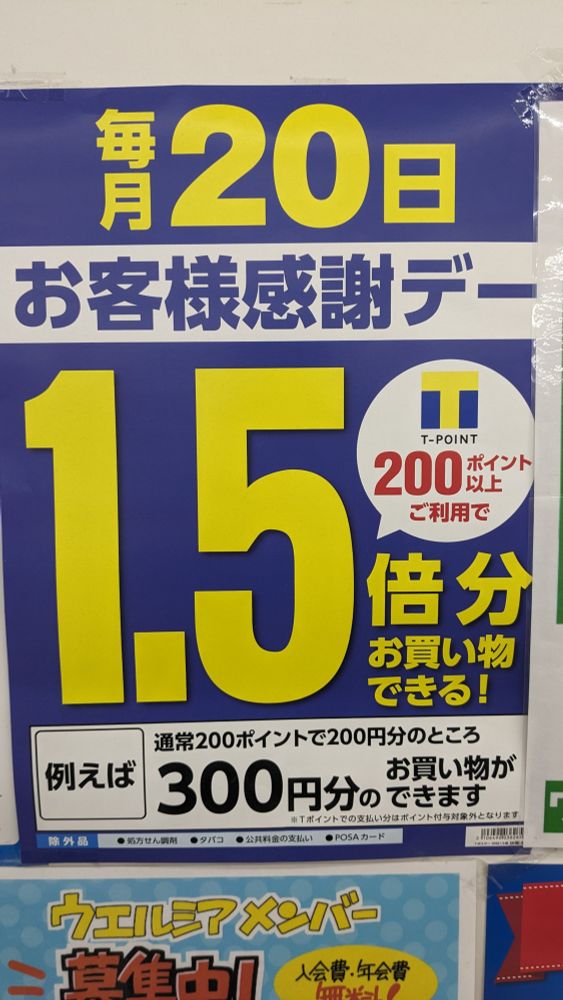 毎月20日
お客様感謝デー
1.5倍分
お買い物
できる!
T
T-POINT
200ポイント
以上
ご利用で
例えば
通常200ポイントで200円分のところ
300円分のお買い物が
できます
※Tポイントでの支払い分はポイント付与対象外となります
除外品 ●処方せん調剤 ●タバコ ●公共料金の支払い ●POSAカード
ウエルシアメンバー
募集中!
入会費・年会費
無料!